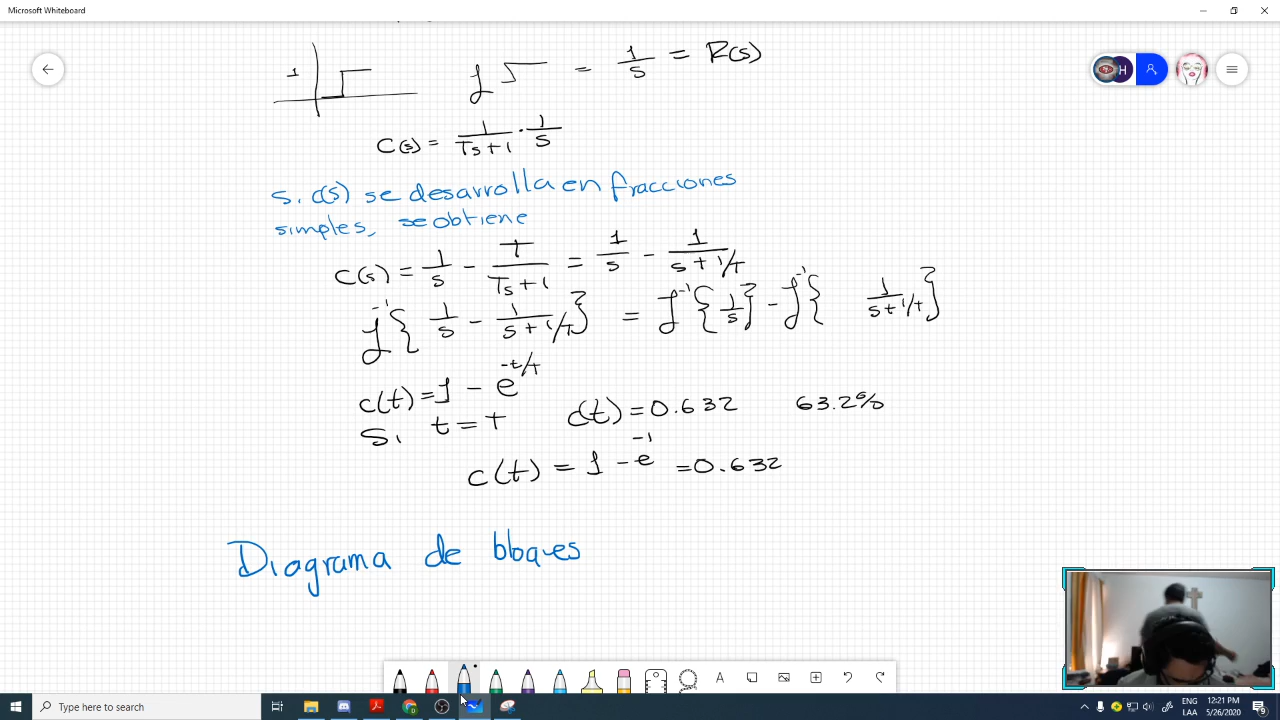 Microsoft Whiteboard
1
ℒ = 1/s = R(s)
C(s) = 1/(Ts+1) · 1/s
Si C(s) se desarrolla en fracciones
simples, se obtiene
C(s) = 1/s - T/(Ts+1) = 1/s - 1/(s+1/T)
ℒ⁻¹{ 1/s - 1/(s+1/T) } = ℒ⁻¹{1/s} - ℒ⁻¹{ 1/(s+1/T) }
c(t) = 1 - e^(-t/T)
Si t = T c(t) = 0.632 63.2%
c(t) = 1 - e^(-1) = 0.632
Diagrama de bloques
H
A
Type here to search
ENG
LAA
12:21 PM
5/26/2020
9